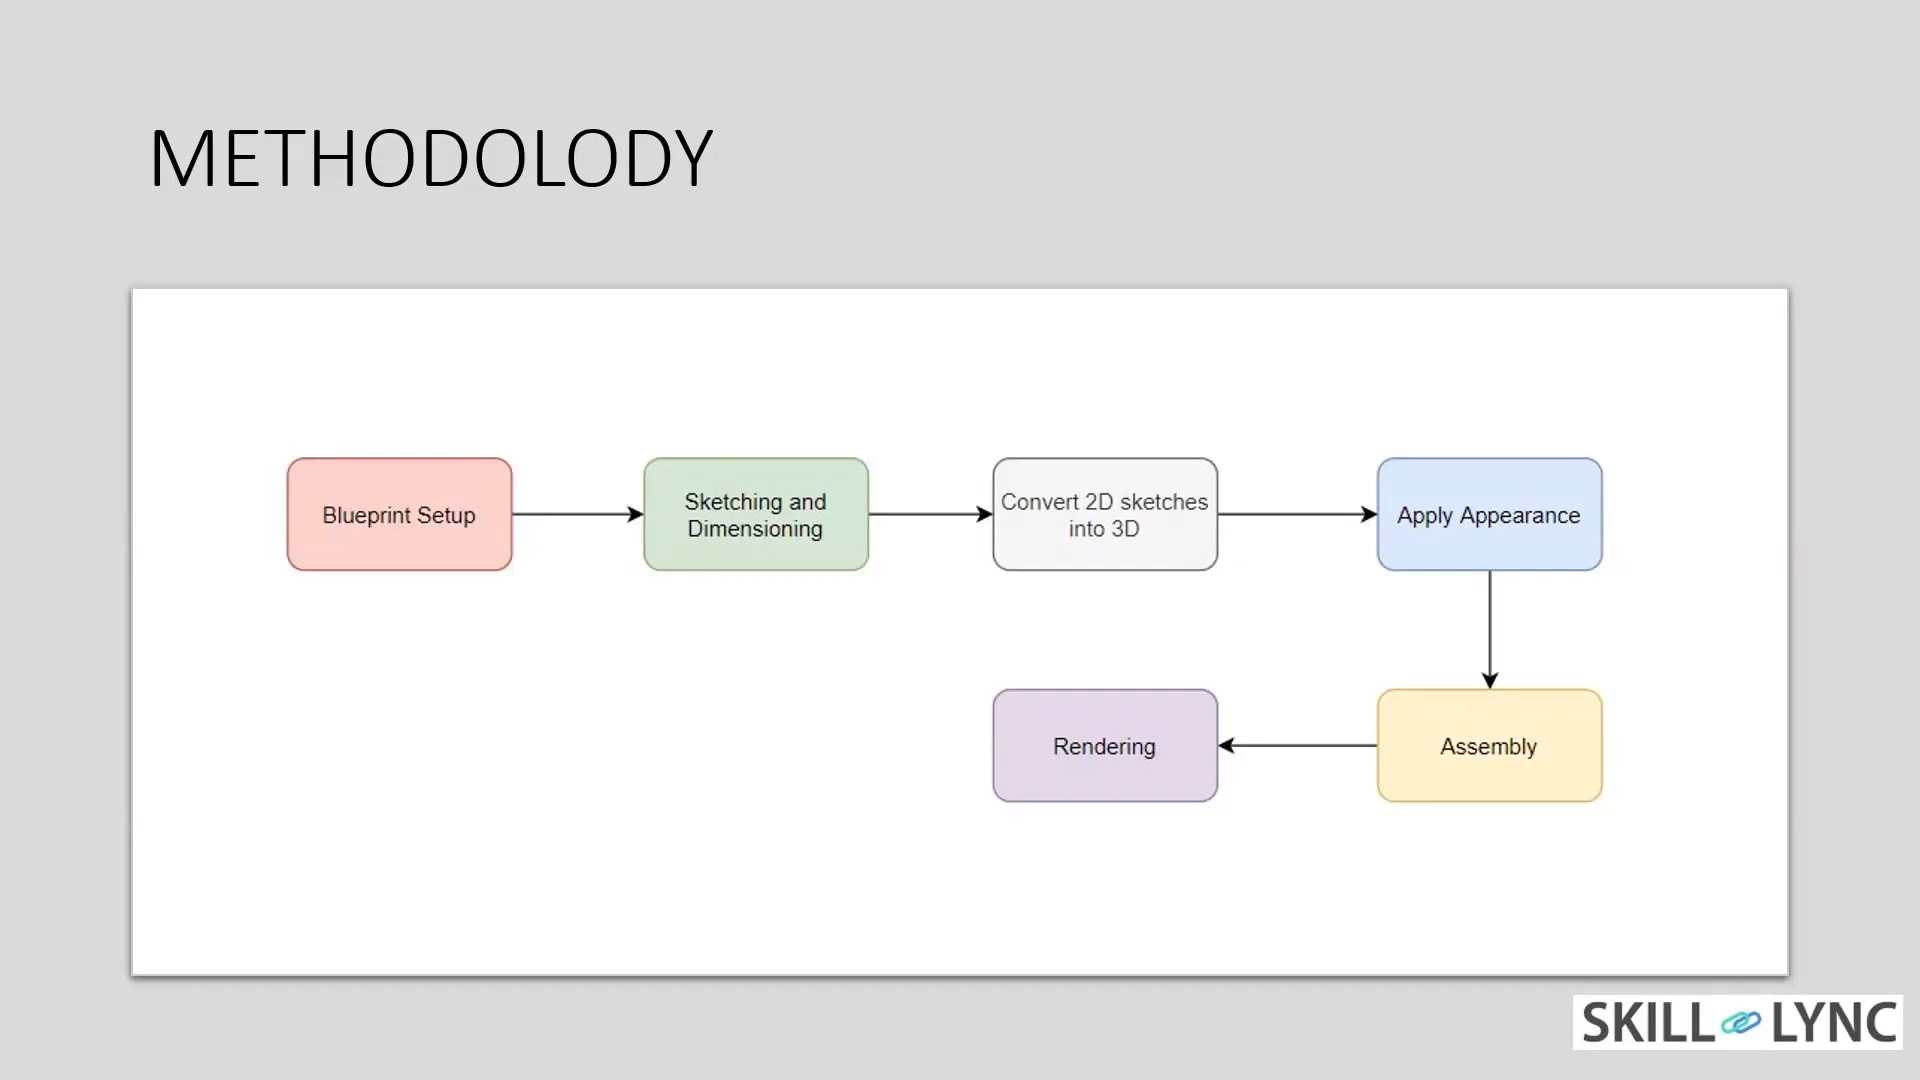 METHODOLODY
Blueprint Setup
Sketching and
Dimensioning
Convert 2D sketches
into 3D
Apply Appearance
Rendering
Assembly
SKILL LYNC